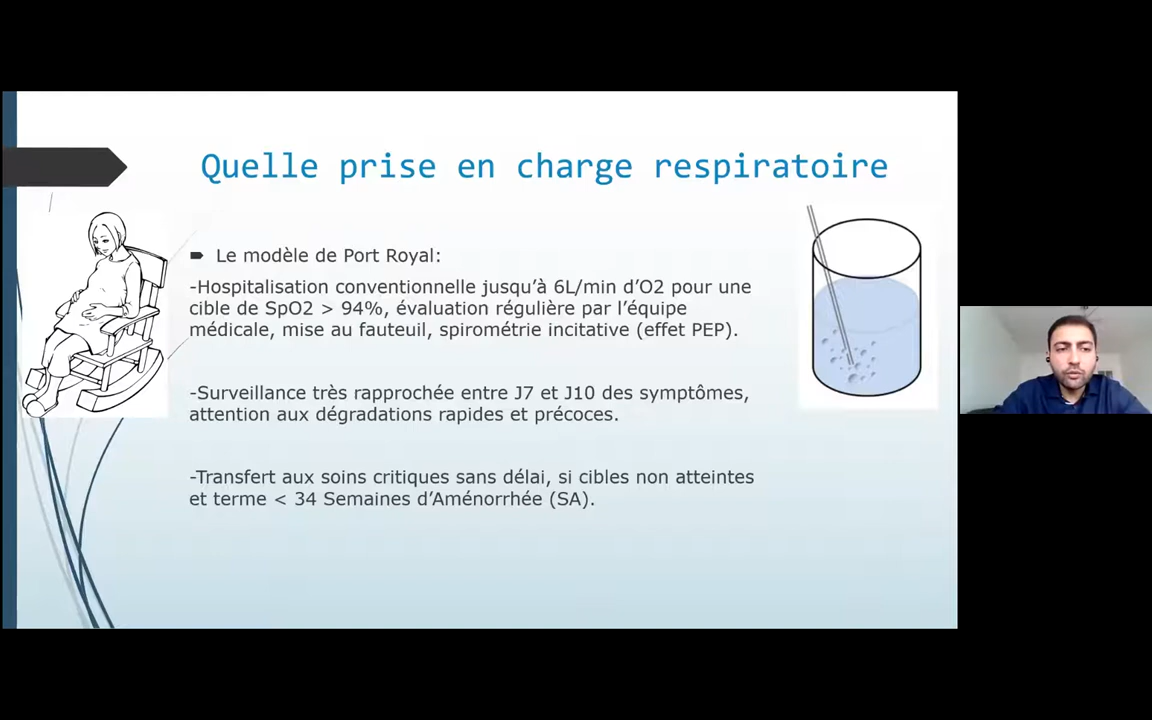 Quelle prise en charge respiratoire
Le modèle de Port Royal:
-Hospitalisation conventionnelle jusqu’à 6L/min d’O2 pour une
cible de SpO2 > 94%, évaluation régulière par l’équipe
médicale, mise au fauteuil, spirométrie incitative (effet PEP).
-Surveillance très rapprochée entre J7 et J10 des symptômes,
attention aux dégradations rapides et précoces.
-Transfert aux soins critiques sans délai, si cibles non atteintes
et terme < 34 Semaines d’Aménorrhée (SA).